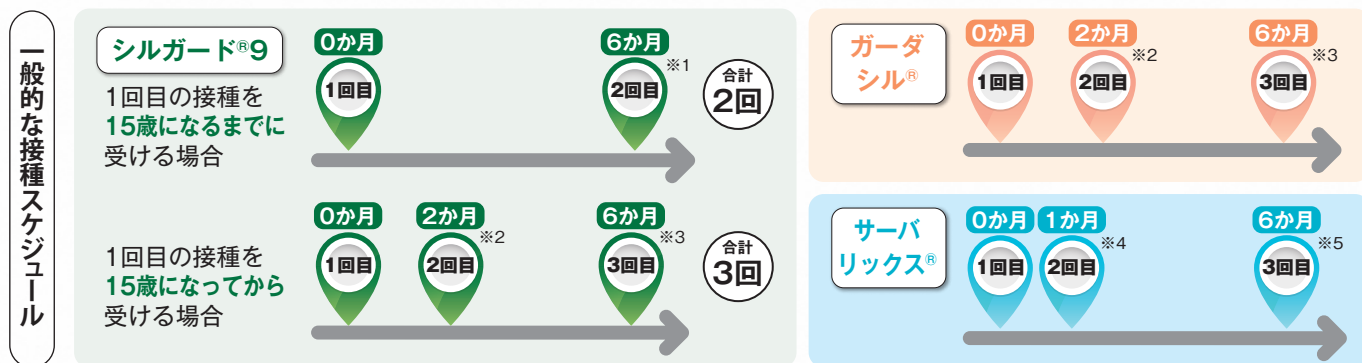 一般的な接種スケジュール
シルガード®9
1回目の接種を
15歳になるまでに
受ける場合
0か月
1回目
6か月
※1
2回目
合計
2回
1回目の接種を
15歳になってから
受ける場合
0か月
1回目
2か月
※2
2回目
6か月
※3
3回目
合計
3回
ガーダ
シル®
0か月
1回目
2か月
※2
2回目
6か月
※3
3回目
サーバ
リックス®
0か月
1回目
1か月
※4
2回目
6か月
※5
3回目